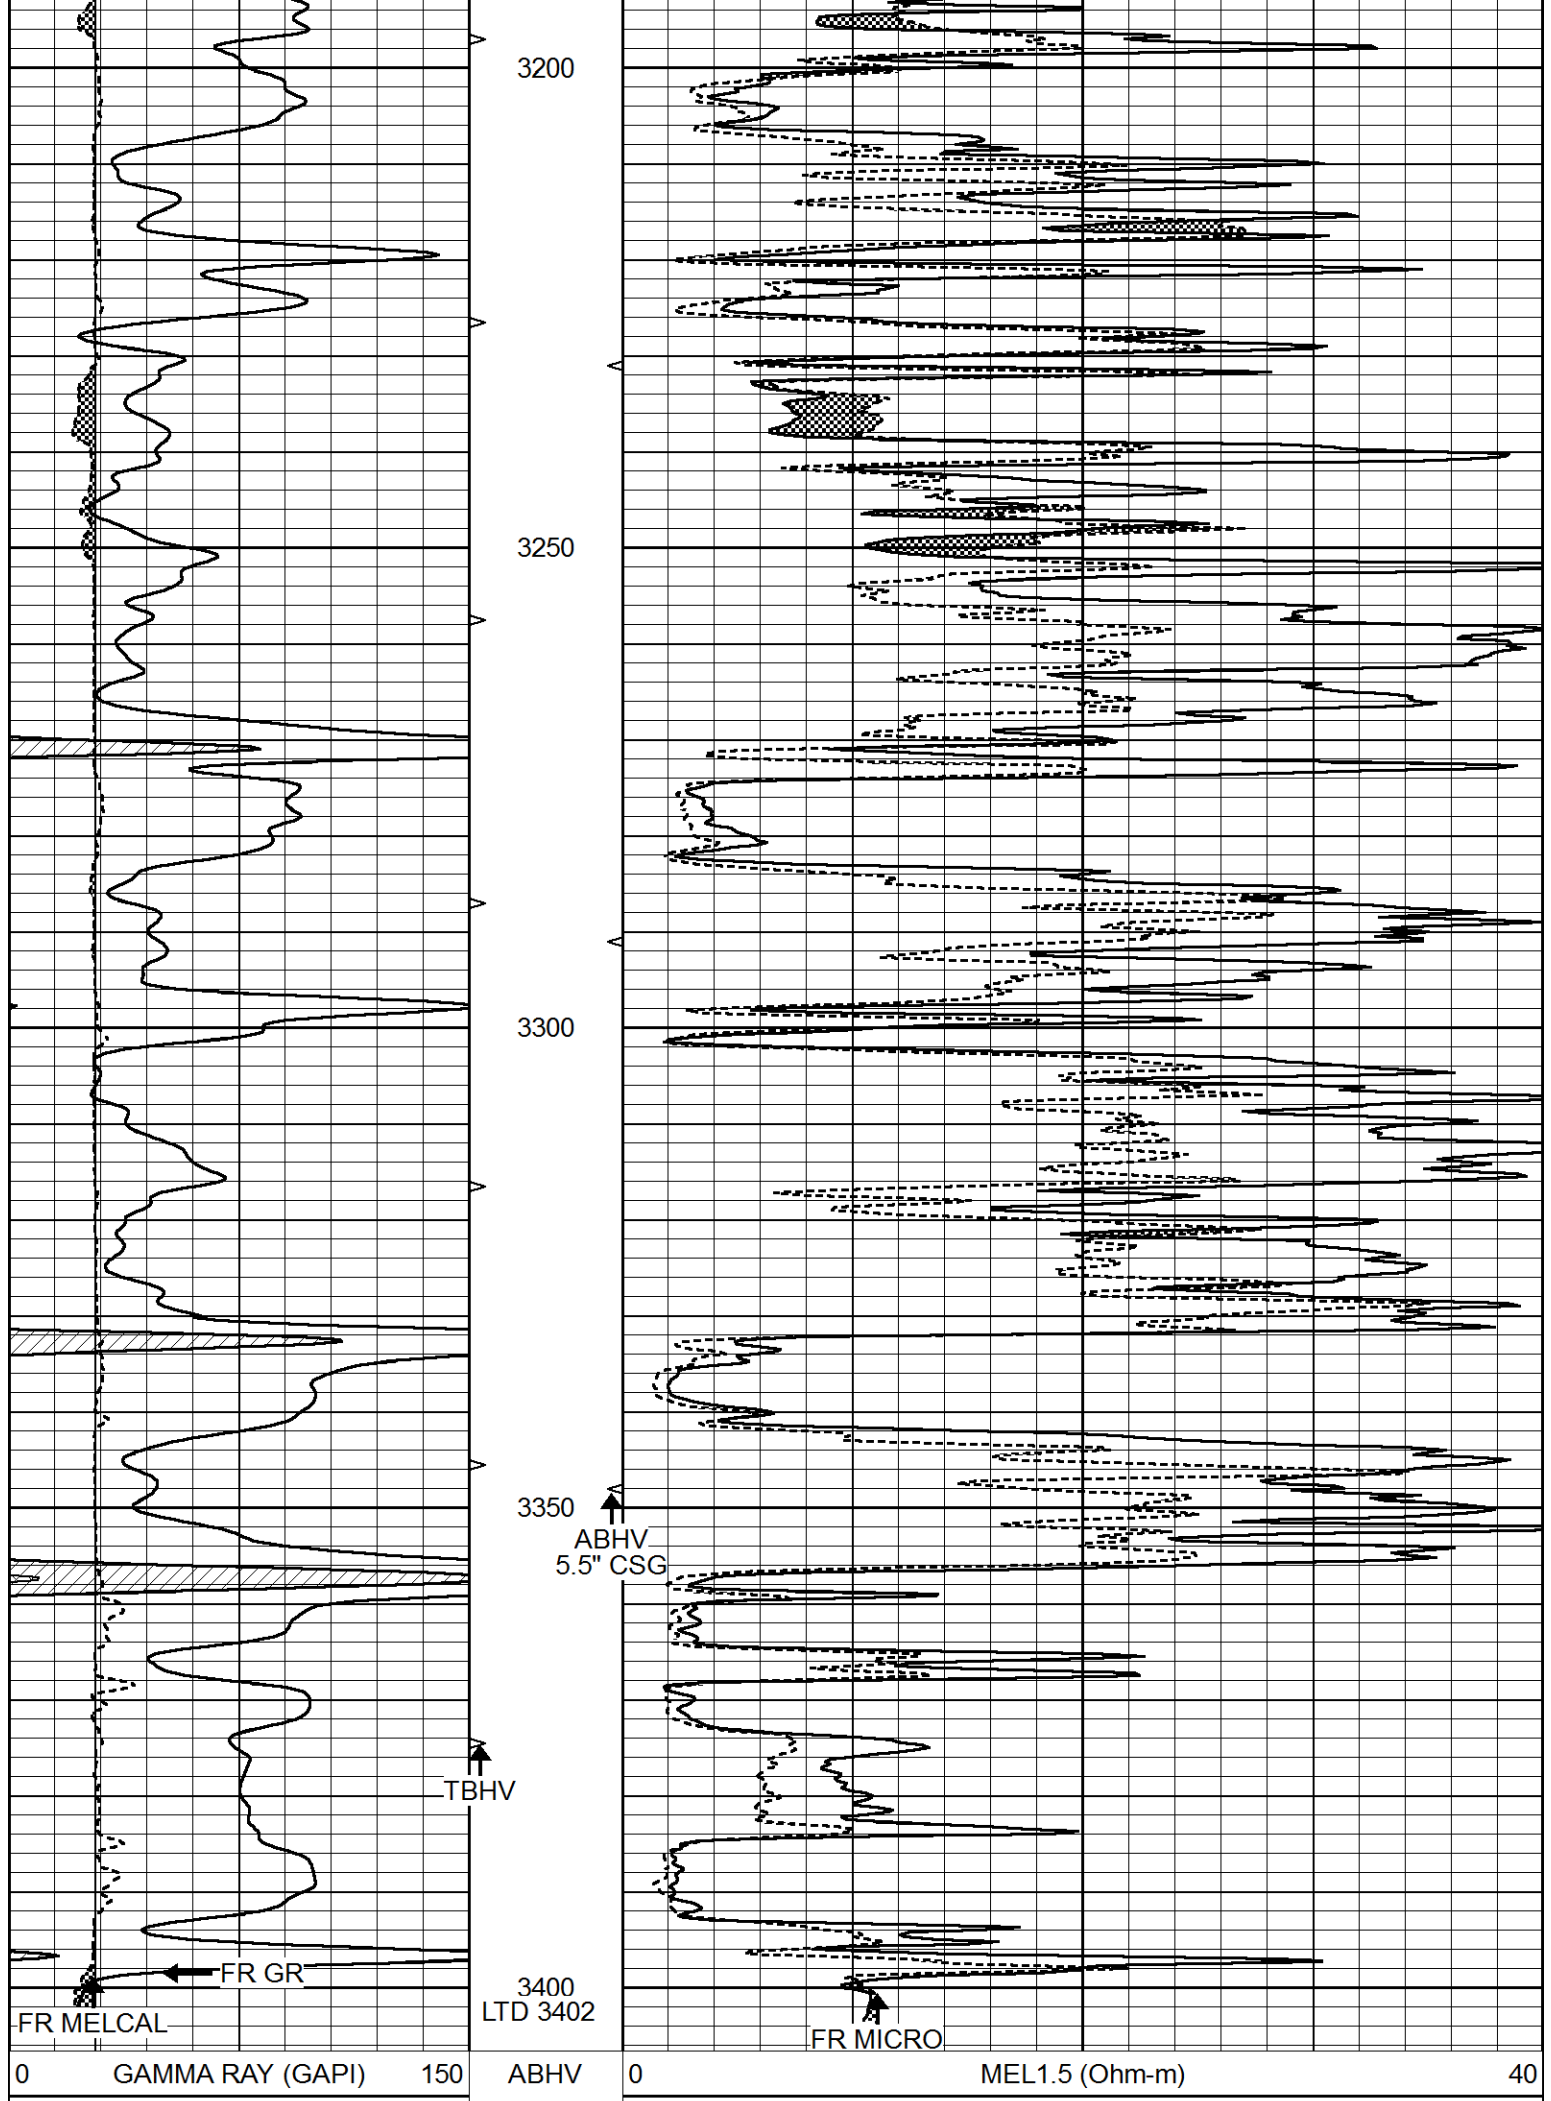 3200
3250
3300
3350
ABHV
5.5" CSG
TBHV
FR GR
3400
LTD 3402
FR MELCAL
FR MICRO
0 GAMMA RAY (GAPI) 150 ABHV 0 MEL1.5 (Ohm-m) 40